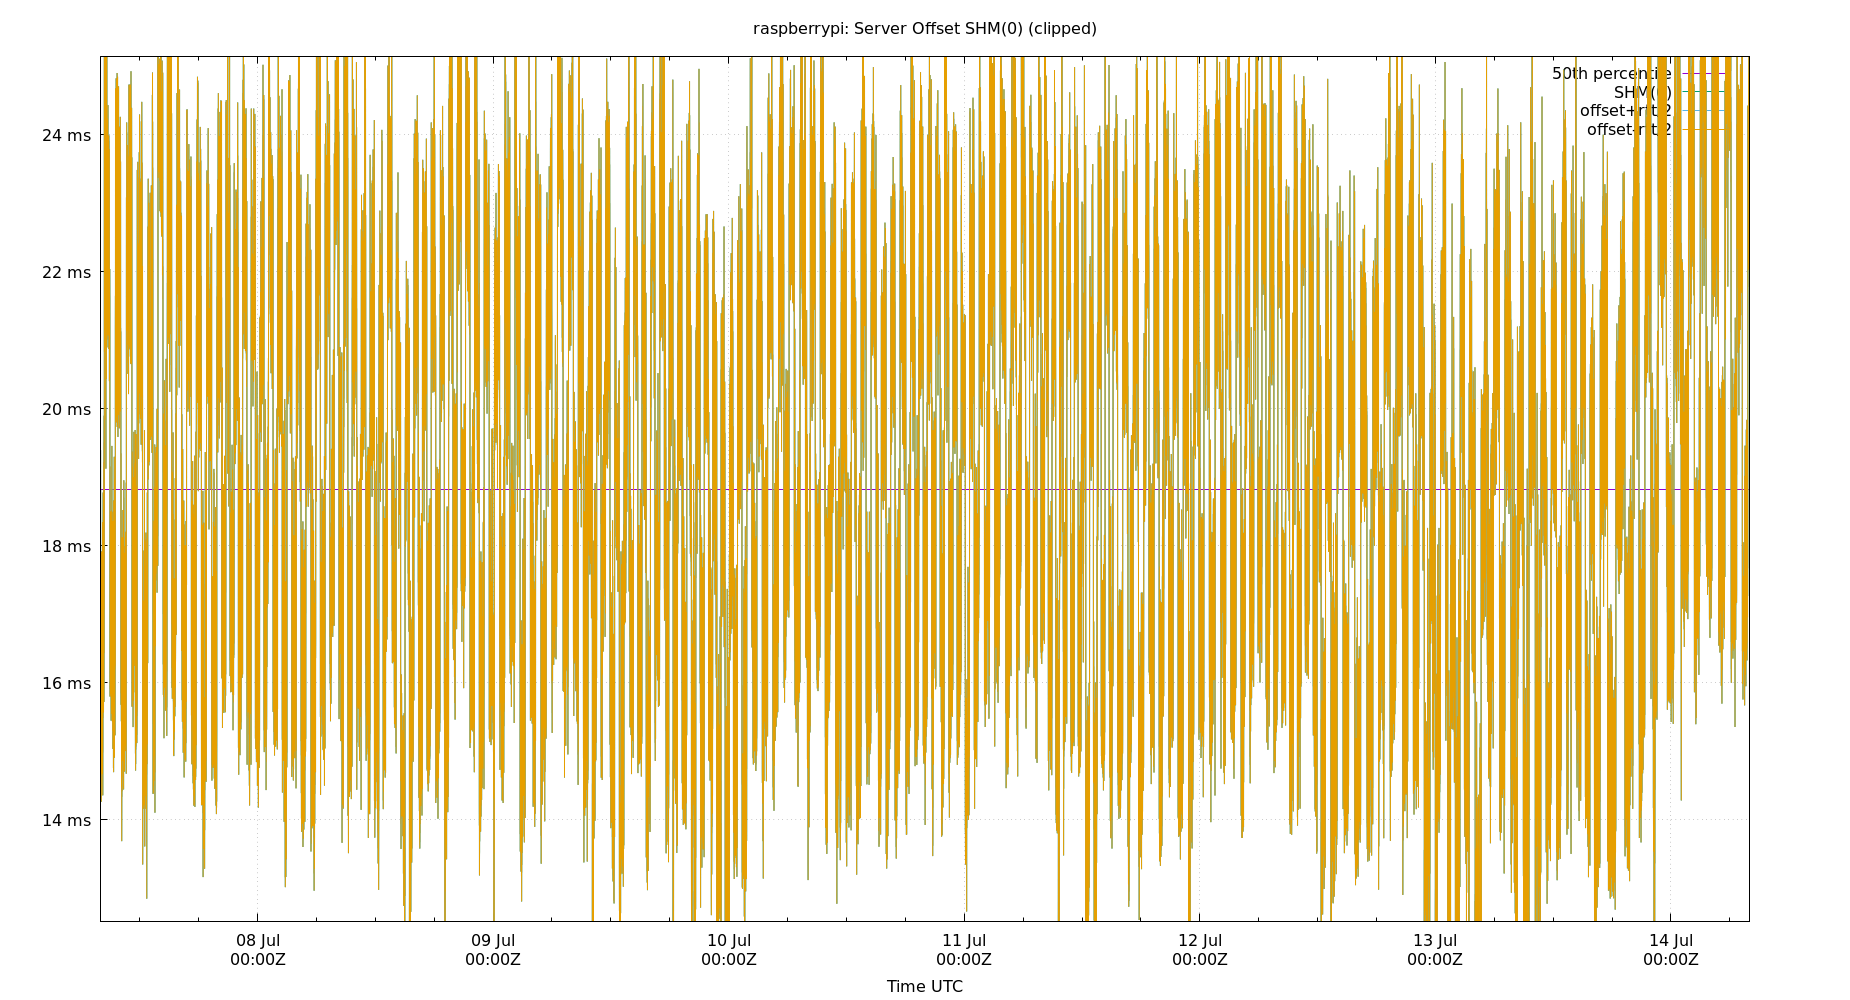 raspberrypi: Server Offset SHM(0) (clipped)
50th percentile
SHM(0)
offset+rtt/2
offset-rtt/2
24 ms
22 ms
20 ms
18 ms
16 ms
14 ms
08 Jul 09 Jul 10 Jul 11 Jul 12 Jul 13 Jul 14 Jul
00:00Z 00:00Z 00:00Z 00:00Z 00:00Z 00:00Z 00:00Z
Time UTC